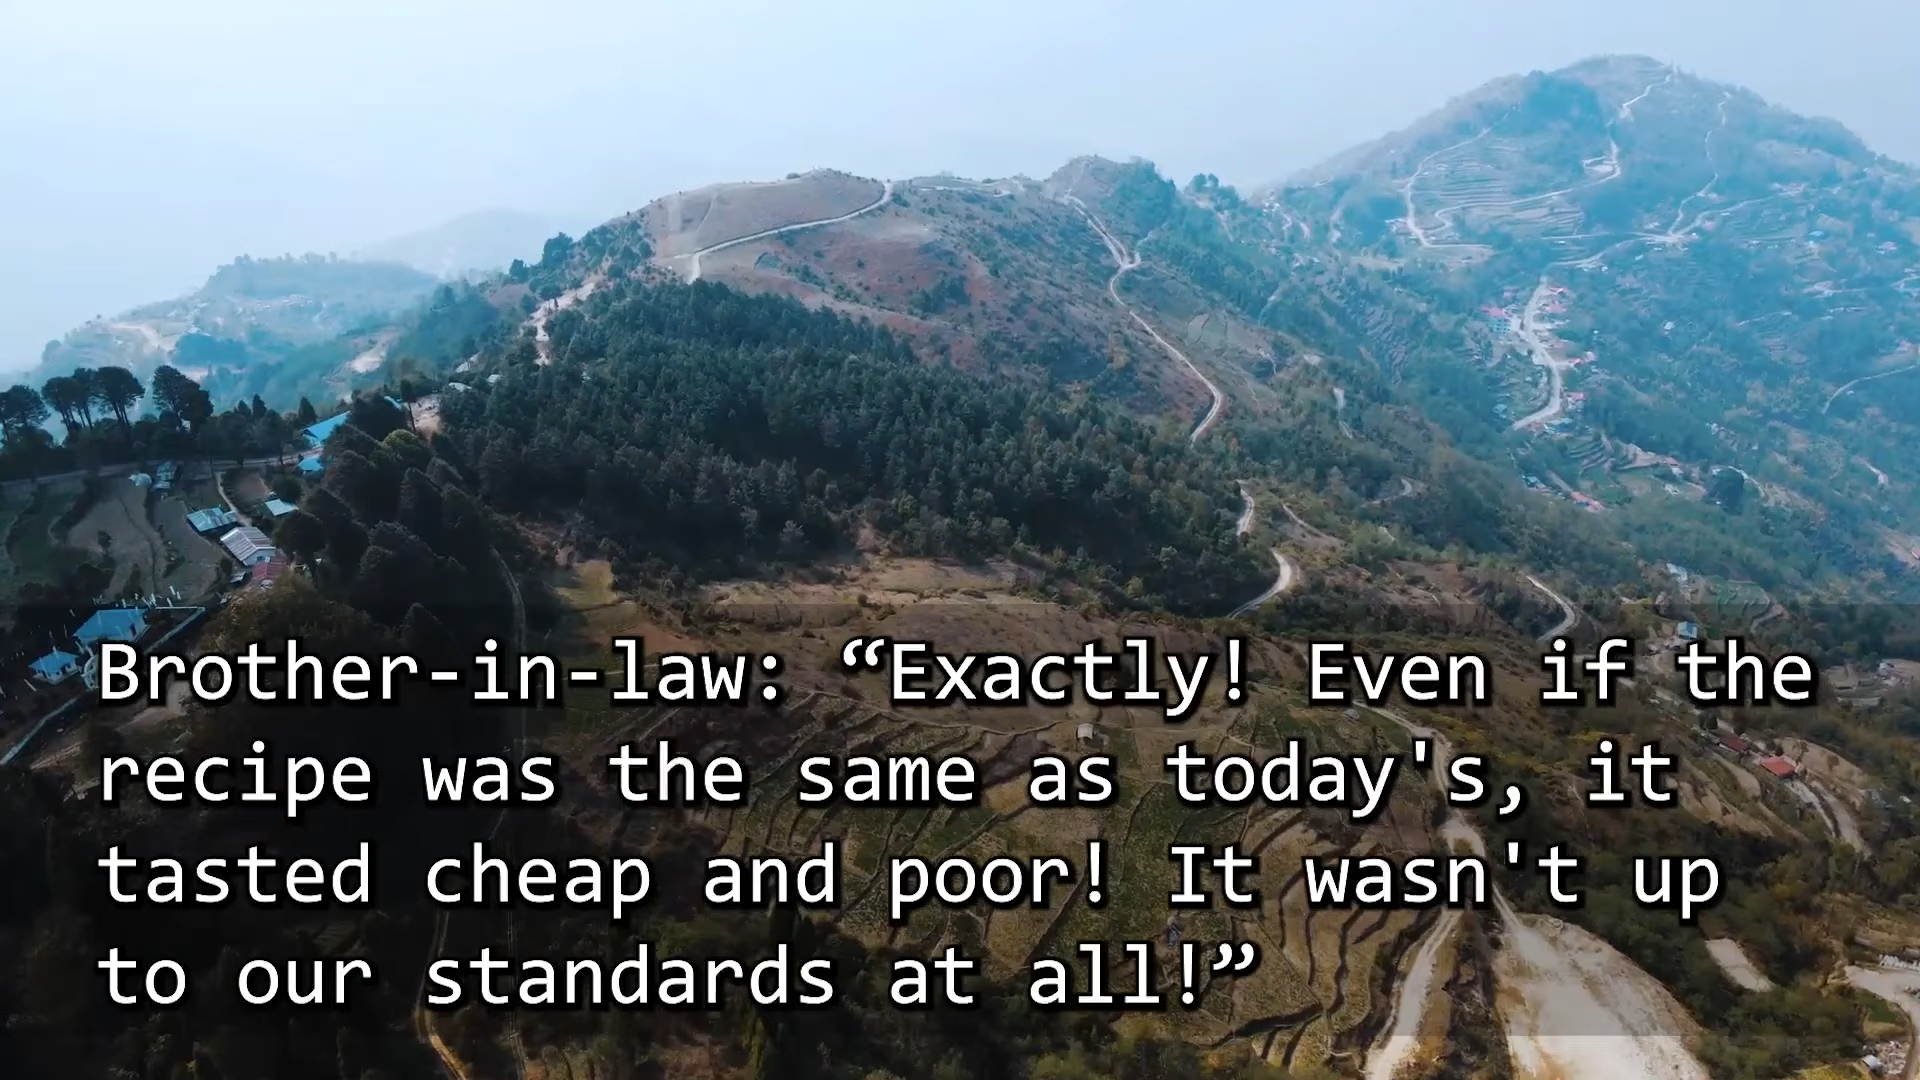 Brother-in-law: “Exactly! Even if the
recipe was the same as today's, it
tasted cheap and poor! It wasn't up
to our standards at all!”